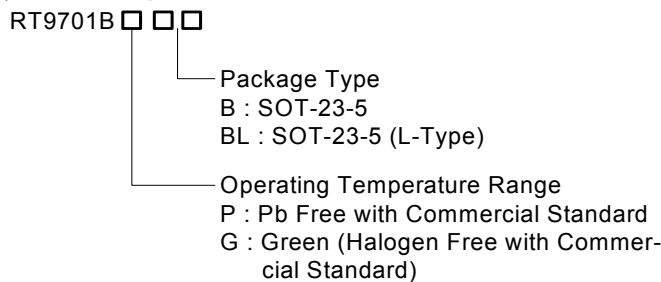 RT9701B
Package Type
B : SOT-23-5
BL : SOT-23-5 (L-Type)
Operating Temperature Range
P : Pb Free with Commercial Standard
G : Green (Halogen Free with Commer-
cial Standard)